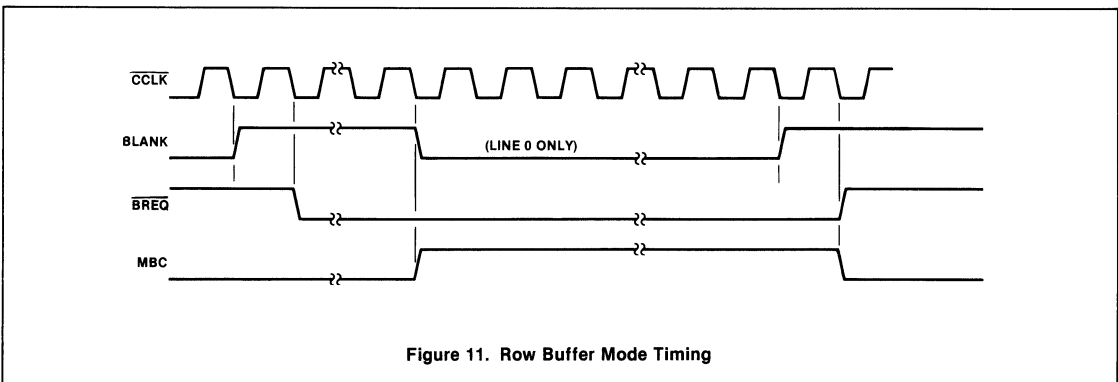 CCLK
BLANK
(LINE 0 ONLY)
BREQ
MBC
Figure 11. Row Buffer Mode Timing